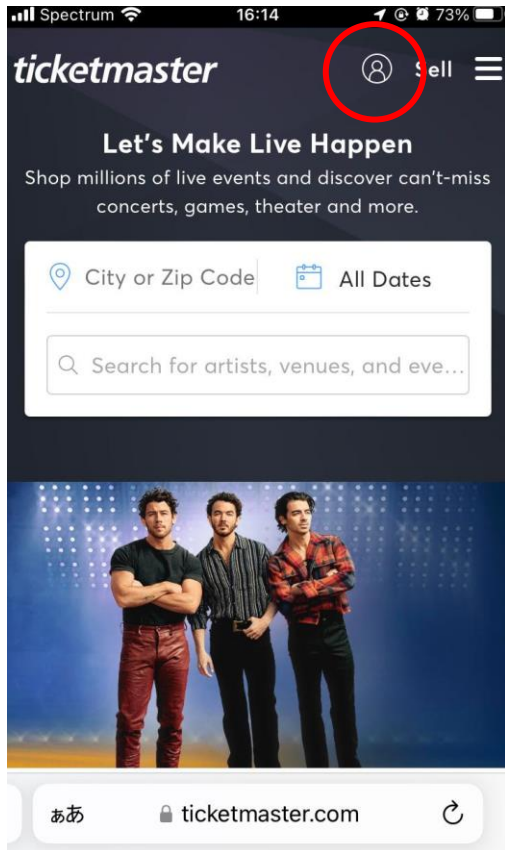 Spectrum 16:14 73%
ticketmaster Sell
Let's Make Live Happen
Shop millions of live events and discover can't-miss
concerts, games, theater and more.
City or Zip Code All Dates
Search for artists, venues, and eve...
ぁあ ticketmaster.com